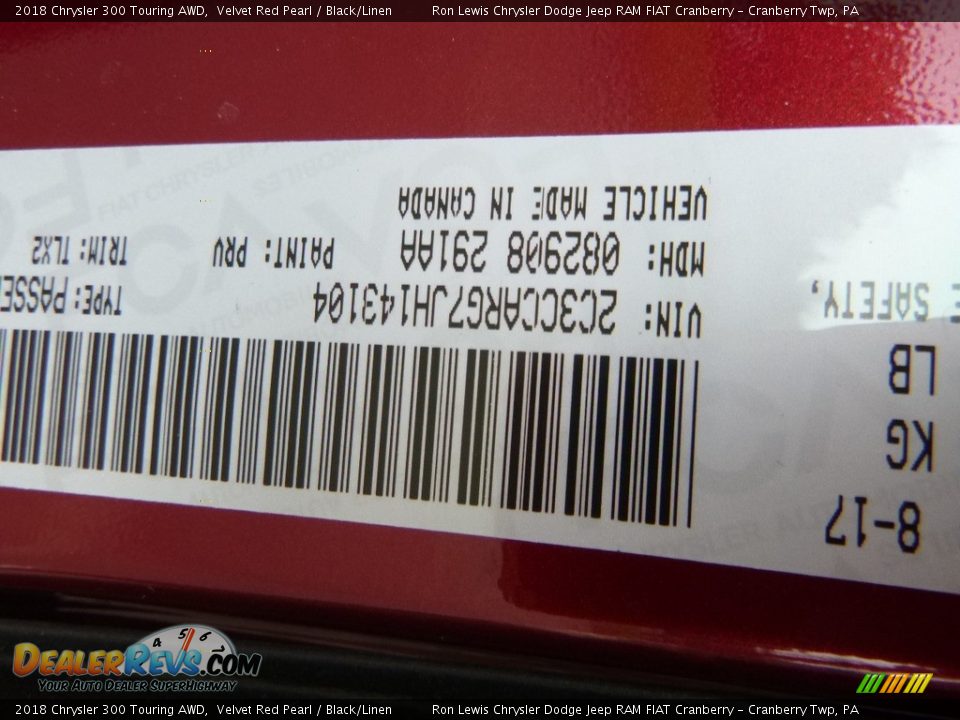 2018 Chrysler 300 Touring AWD, Velvet Red Pearl / Black/Linen Ron Lewis Chrysler Dodge Jeep RAM FIAT Cranberry - Cranberry Twp, PA
8-17
KG
LB
E SAFETY,
VIN: 2C3CCARG7JH143104 TYPE: PASSE
MDH: 082908 291AA PAINT: PRV TRIM: TLX2
VEHICLE MADE IN CANADA
4 5 6
DEALERREVS.COM
YOUR AUTO DEALER SUPERHIGHWAY
2018 Chrysler 300 Touring AWD, Velvet Red Pearl / Black/Linen Ron Lewis Chrysler Dodge Jeep RAM FIAT Cranberry - Cranberry Twp, PA